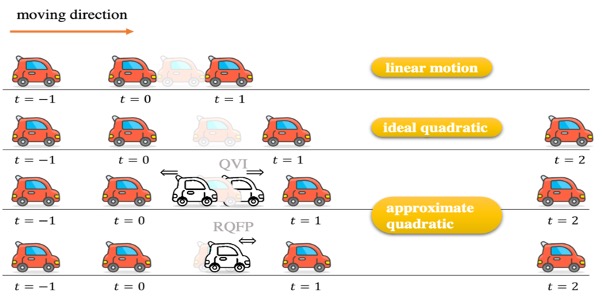 moving direction
linear motion
t = −1 t = 0 t = 1
ideal quadratic
t = −1 t = 0 t = 1 t = 2
QVI
approximate
quadratic
t = −1 t = 0 t = 1 t = 2
RQFP
t = −1 t = 0 t = 1 t = 2